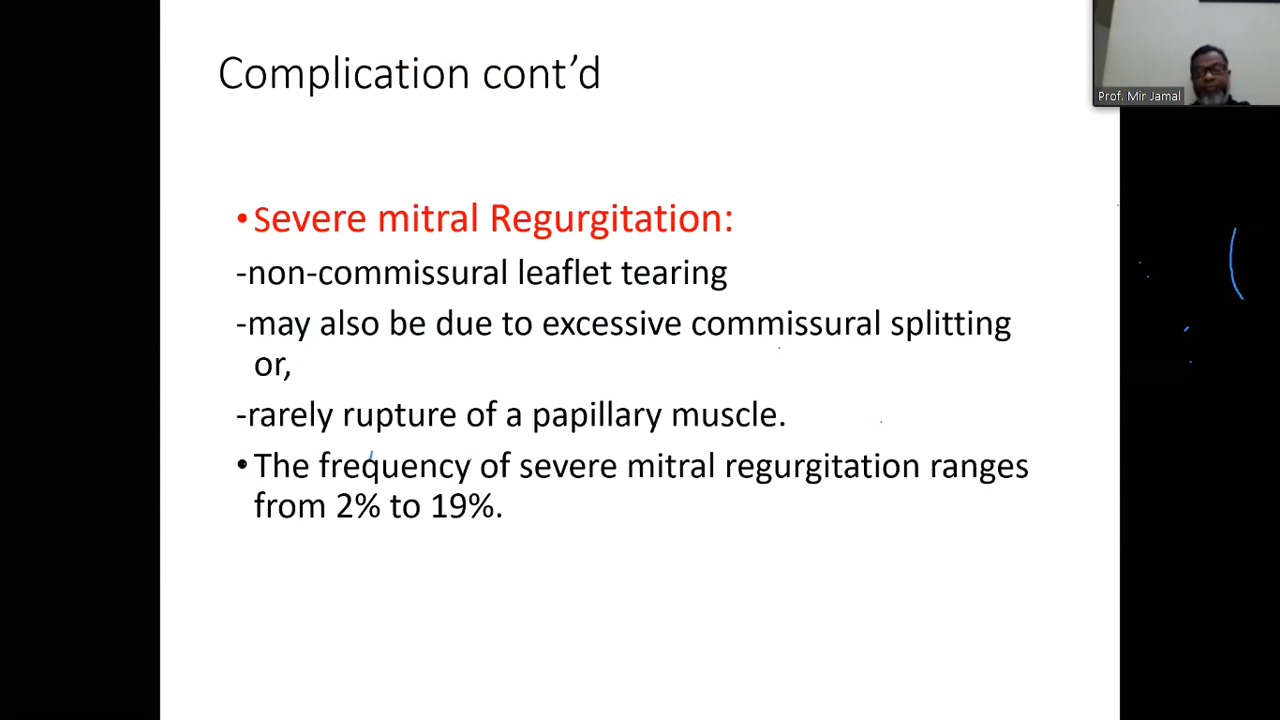 Complication cont’d
Prof. Mir Jamal
•Severe mitral Regurgitation:
-non-commissural leaflet tearing
-may also be due to excessive commissural splitting
or,
-rarely rupture of a papillary muscle.
•The frequency of severe mitral regurgitation ranges
from 2% to 19%.